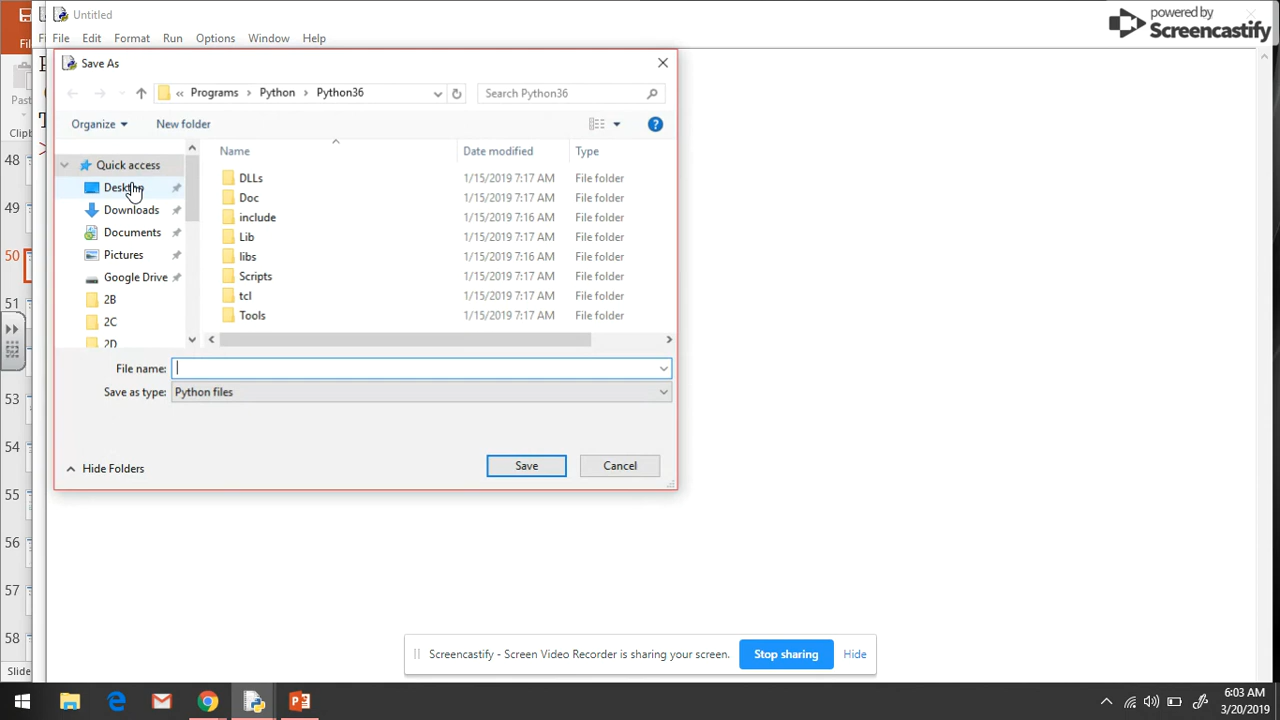 Untitled
powered by
Screencastify
File Edit Format Run Options Window Help
Save As
« Programs > Python > Python36
Search Python36
Organize New folder
Name Date modified Type
Quick access
Desktop
Downloads
Documents
Pictures
Google Drive
2B
2C
2D
DLLs 1/15/2019 7:17 AM File folder
Doc 1/15/2019 7:17 AM File folder
include 1/15/2019 7:16 AM File folder
Lib 1/15/2019 7:17 AM File folder
libs 1/15/2019 7:16 AM File folder
Scripts 1/15/2019 7:17 AM File folder
tcl 1/15/2019 7:17 AM File folder
Tools 1/15/2019 7:17 AM File folder
File name:
Save as type: Python files
Hide Folders
Save Cancel
48
49
50
51
53
54
55
56
57
58
Screencastify - Screen Video Recorder is sharing your screen. Stop sharing Hide
6:03 AM
3/20/2019